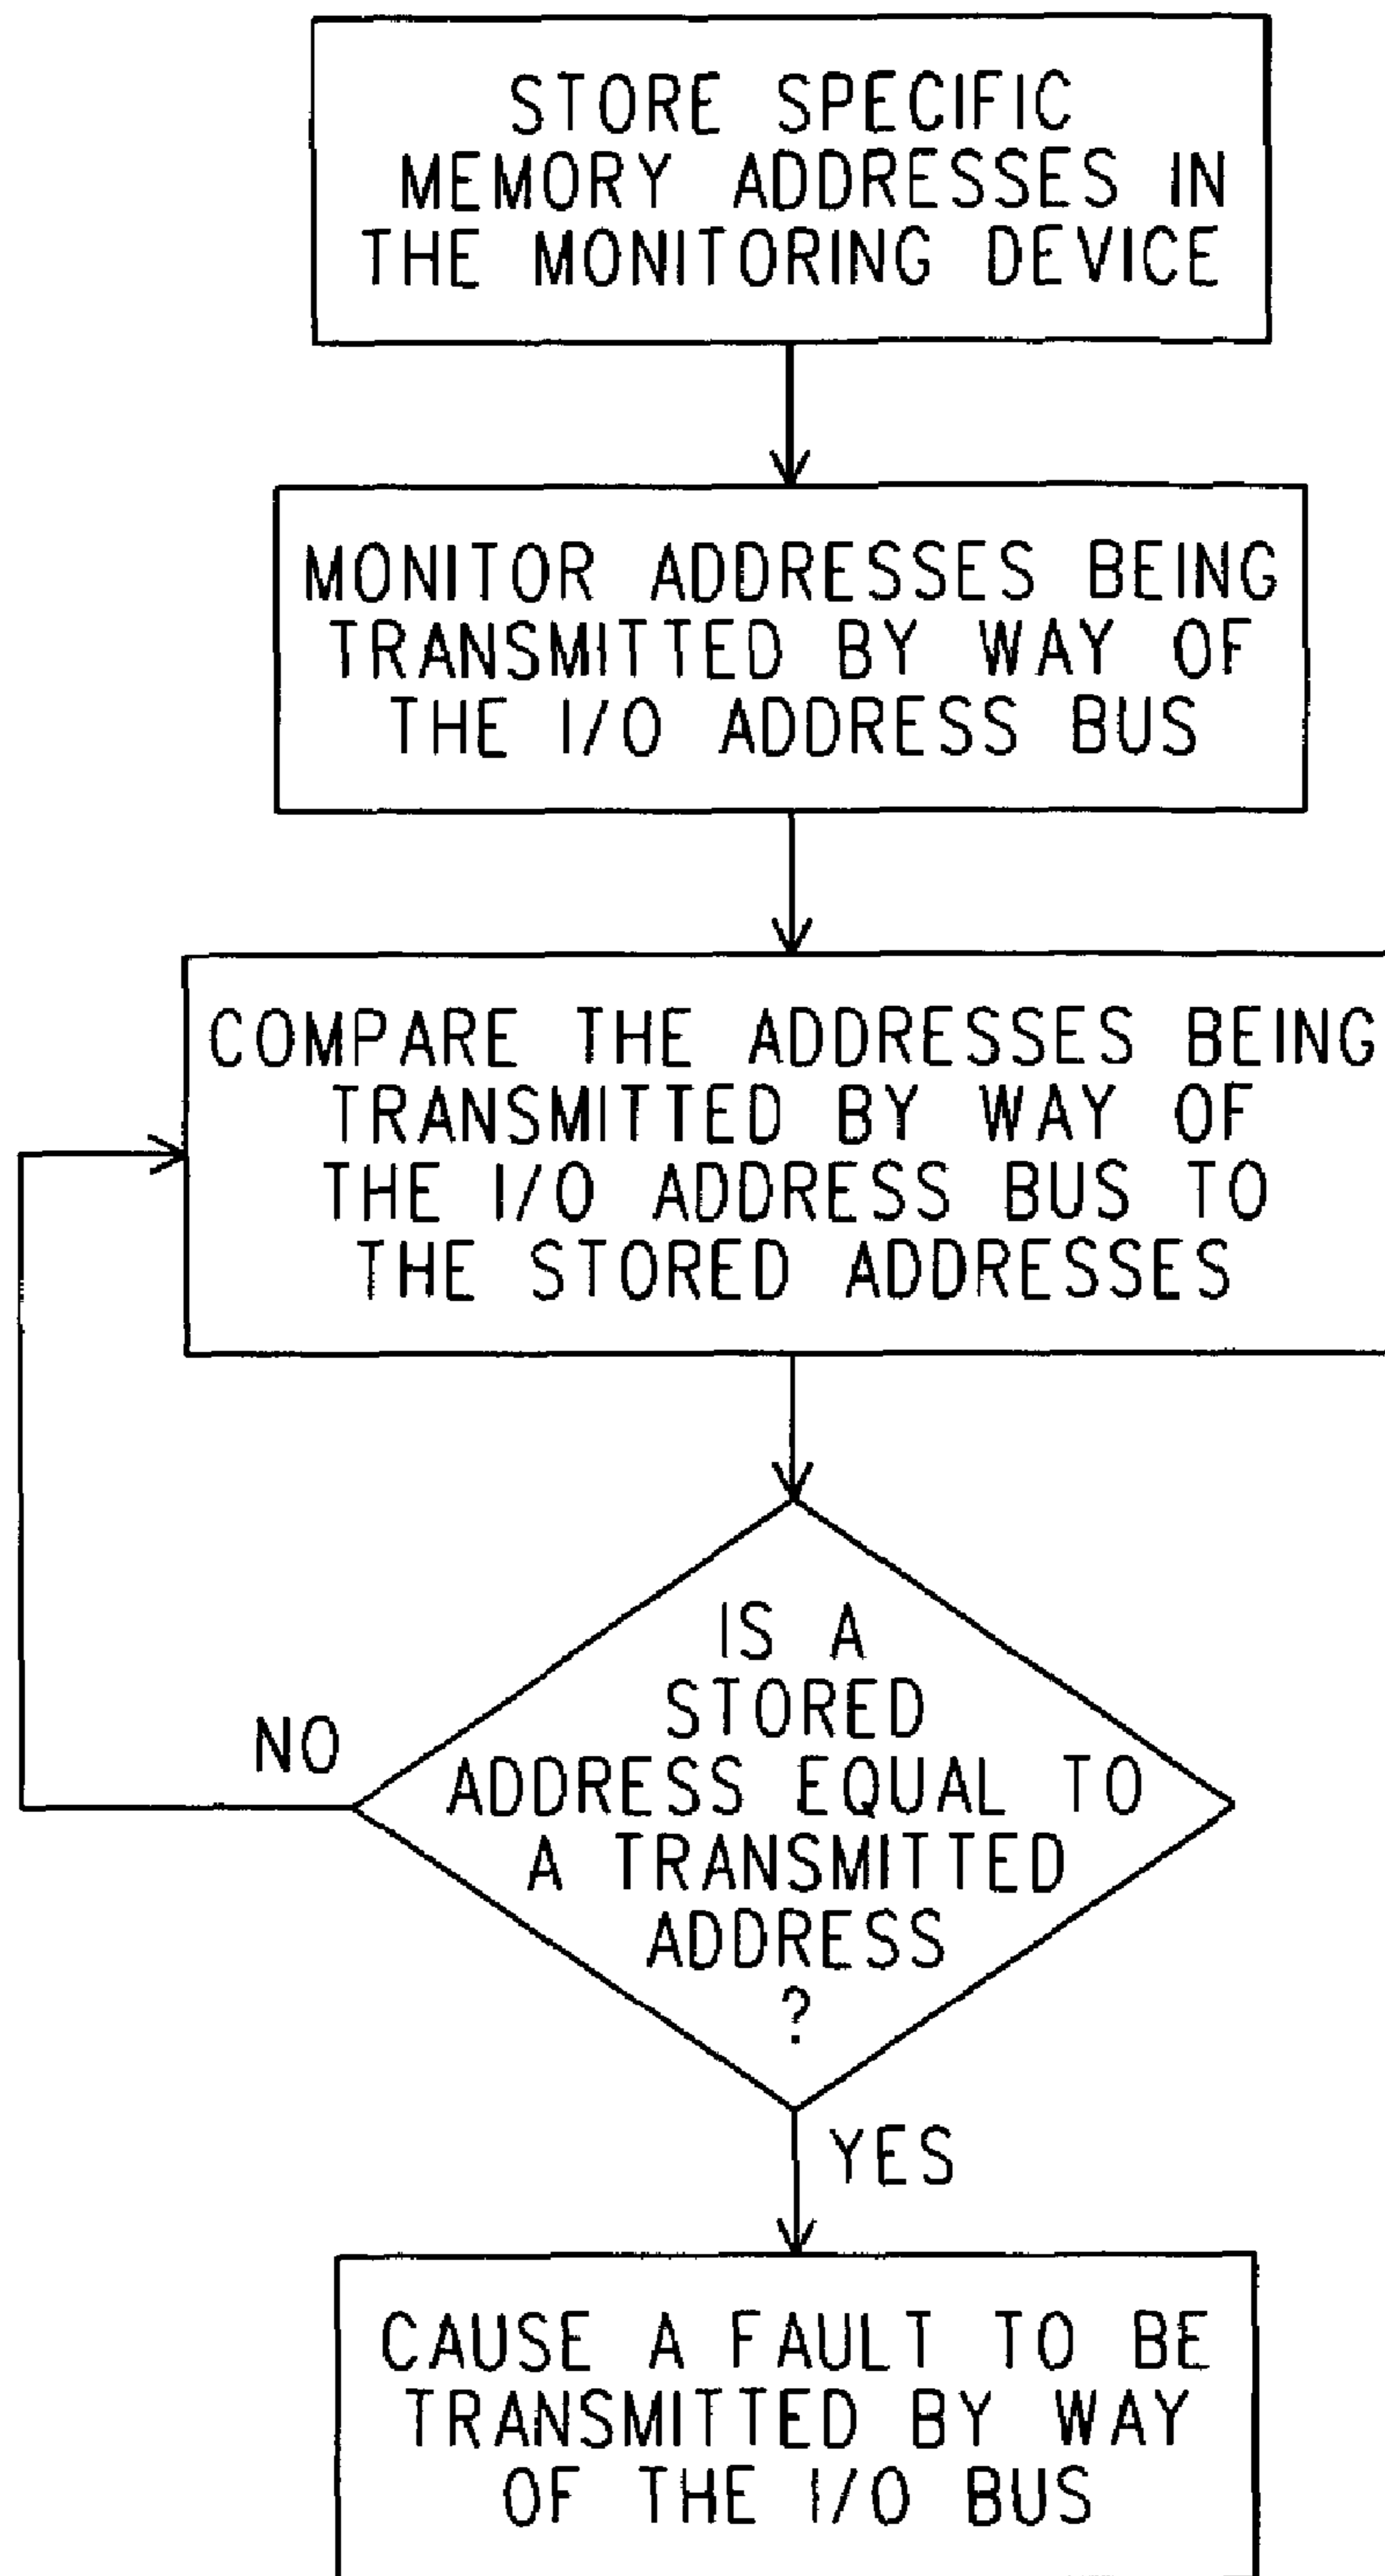 STORE SPECIFIC
MEMORY ADDRESSES IN
THE MONITORING DEVICE
MONITOR ADDRESSES BEING
TRANSMITTED BY WAY OF
THE I/O ADDRESS BUS
COMPARE THE ADDRESSES BEING
TRANSMITTED BY WAY OF
THE I/O ADDRESS BUS TO
THE STORED ADDRESSES
IS A
STORED
ADDRESS EQUAL TO
A TRANSMITTED
ADDRESS
?
NO
YES
CAUSE A FAULT TO BE
TRANSMITTED BY WAY
OF THE I/O BUS